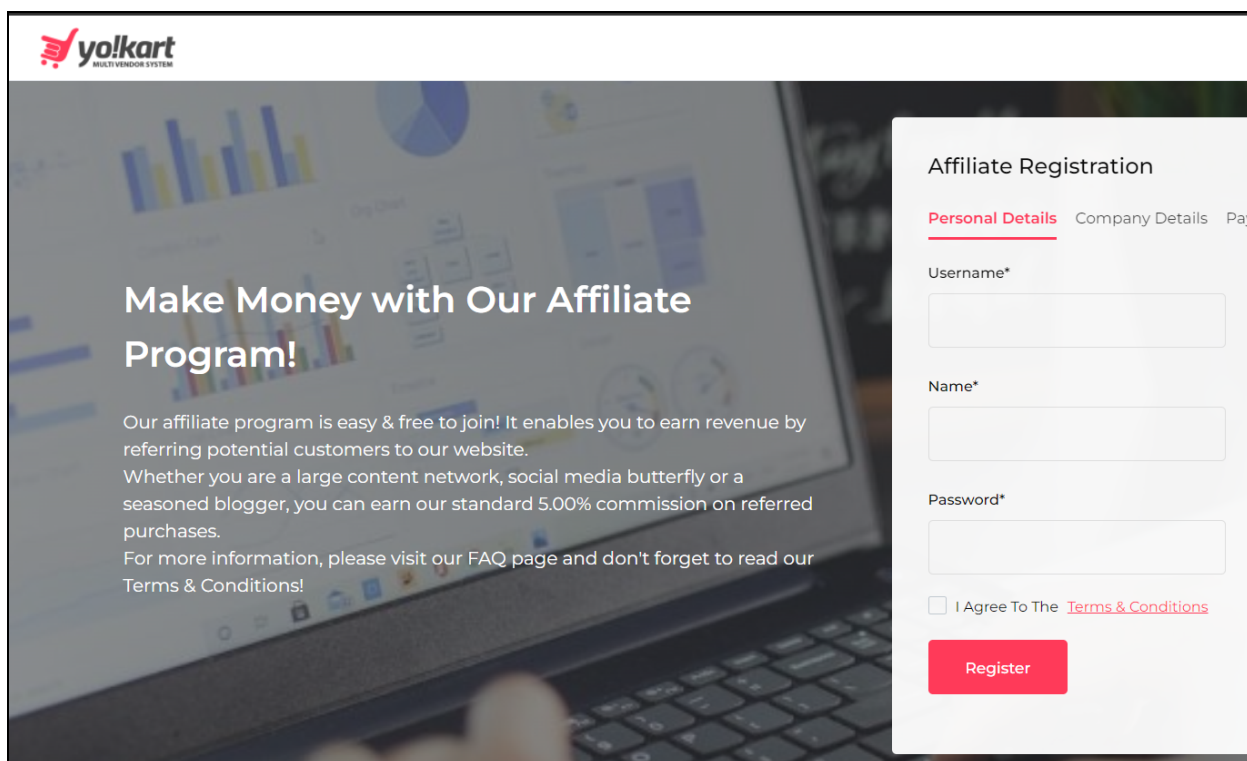 yo!kart
MULTI VENDOR SYSTEM
Make Money with Our Affiliate
Program!
Our affiliate program is easy & free to join! It enables you to earn revenue by
referring potential customers to our website.
Whether you are a large content network, social media butterfly or a
seasoned blogger, you can earn our standard 5.00% commission on referred
purchases.
For more information, please visit our FAQ page and don't forget to read our
Terms & Conditions!
Affiliate Registration
Personal Details Company Details Pay
Username*
Name*
Password*
I Agree To The Terms & Conditions
Register